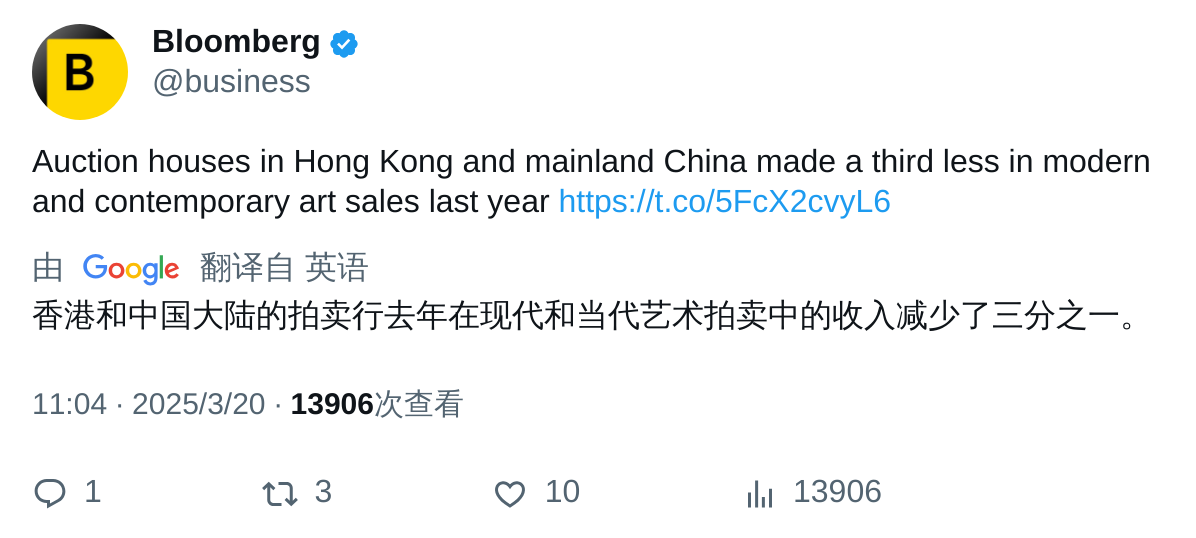 B
Bloomberg
@business
Auction houses in Hong Kong and mainland China made a third less in modern
and contemporary art sales last year https://t.co/5FcX2cvyL6
由 Google 翻译自 英语
香港和中国大陆的拍卖行去年在现代和当代艺术拍卖中的收入减少了三分之一。
11:04 · 2025/3/20 · 13906次查看
1 3 10 13906